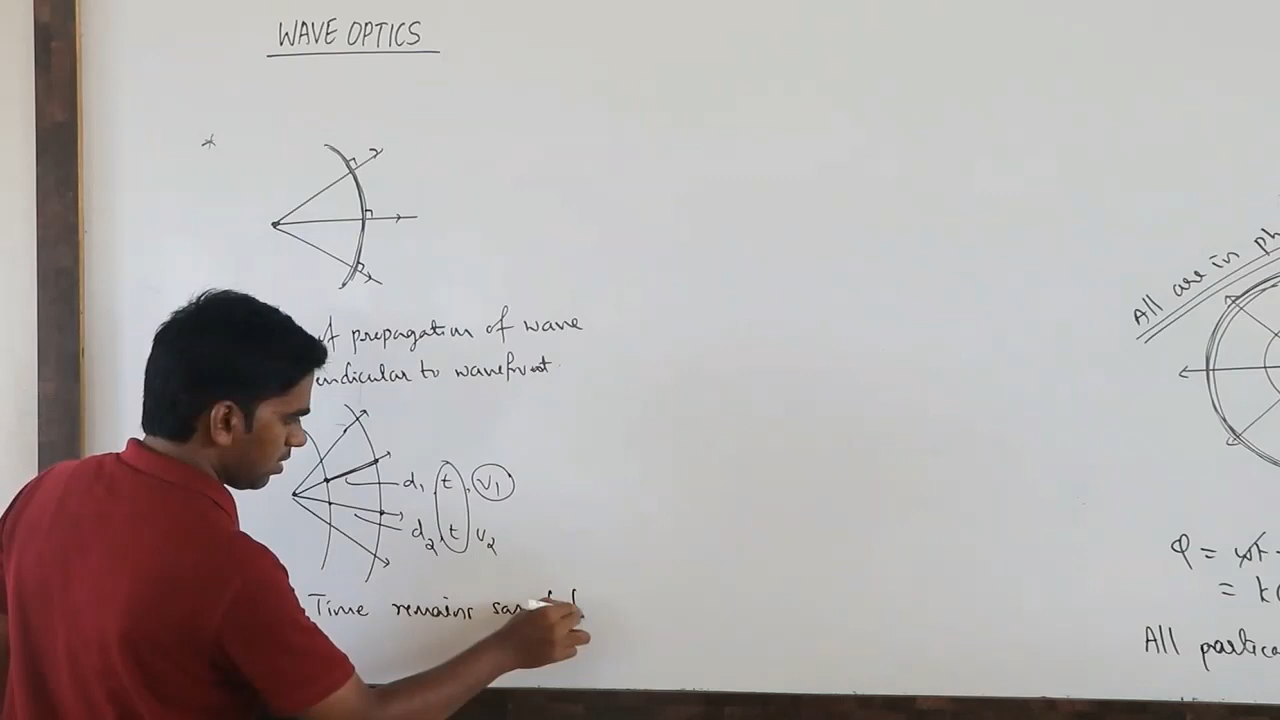 WAVE OPTICS
of propagation of wave
endicular to wavefront.
d₁ t, v₁
d₂, t v₂
Time remains same
All are in ph
φ =
= k
All partic